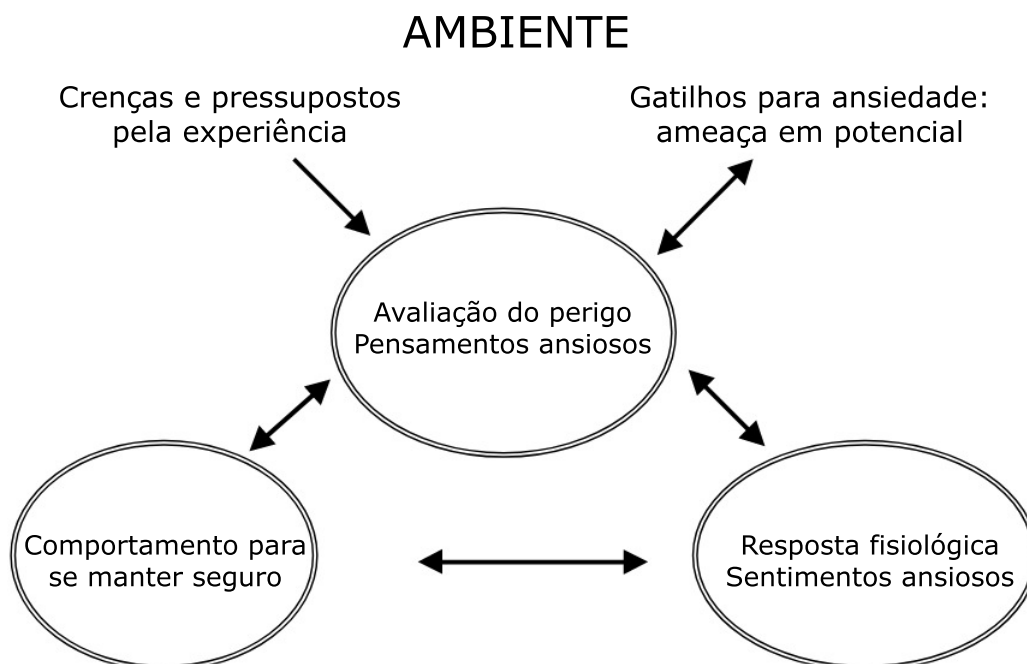 AMBIENTE
Crenças e pressupostos
pela experiência
Gatilhos para ansiedade:
ameaça em potencial
Avaliação do perigo
Pensamentos ansiosos
Comportamento para
se manter seguro
Resposta fisiológica
Sentimentos ansiosos